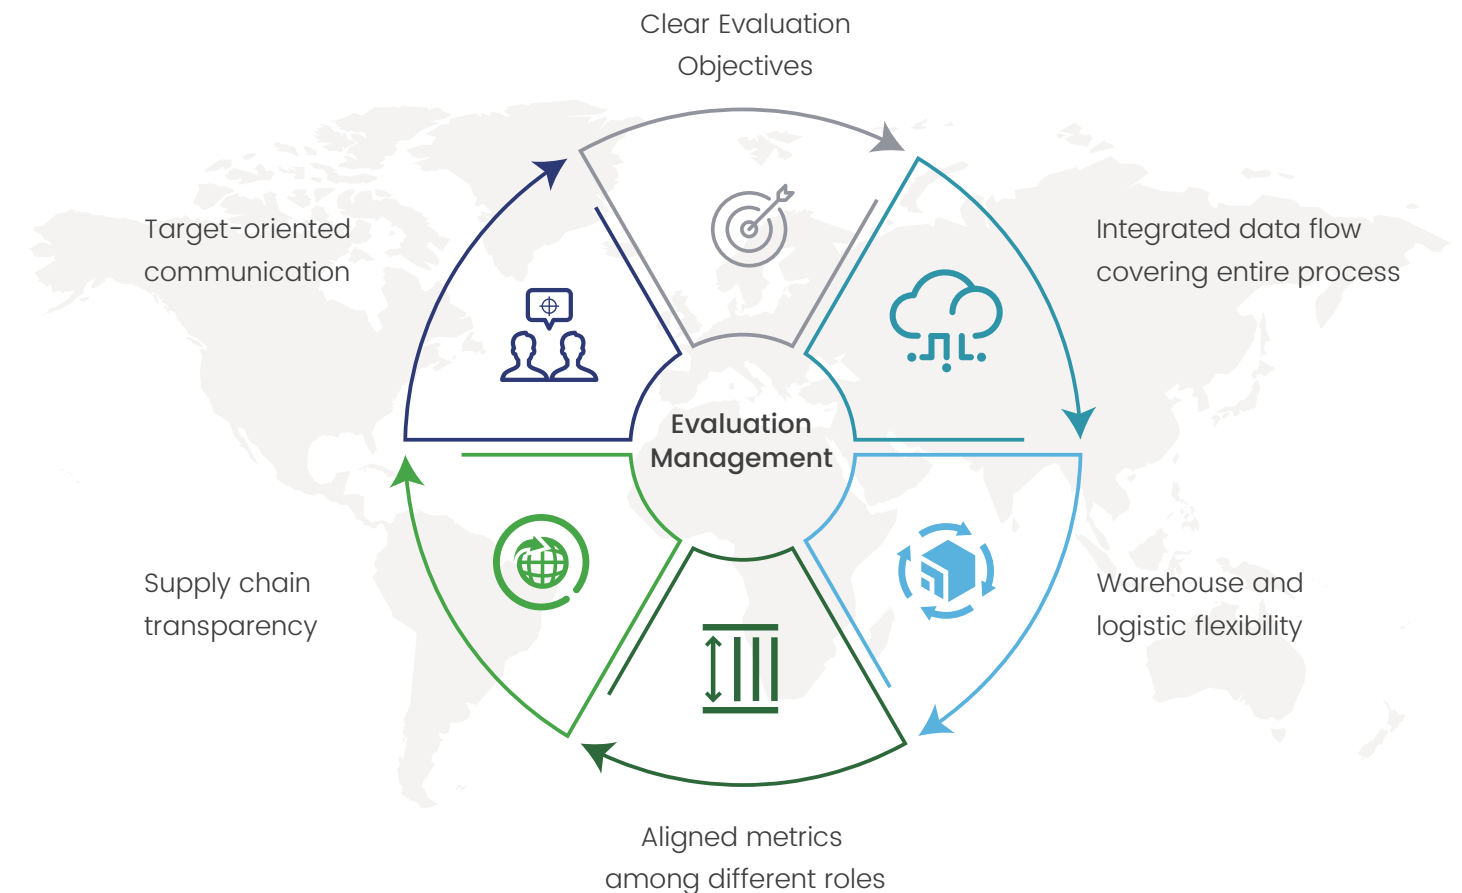 Clear Evaluation
Objectives
Target-oriented
communication
Integrated data flow
covering entire process
Evaluation
Management
Supply chain
transparency
Warehouse and
logistic flexibility
Aligned metrics
among different roles